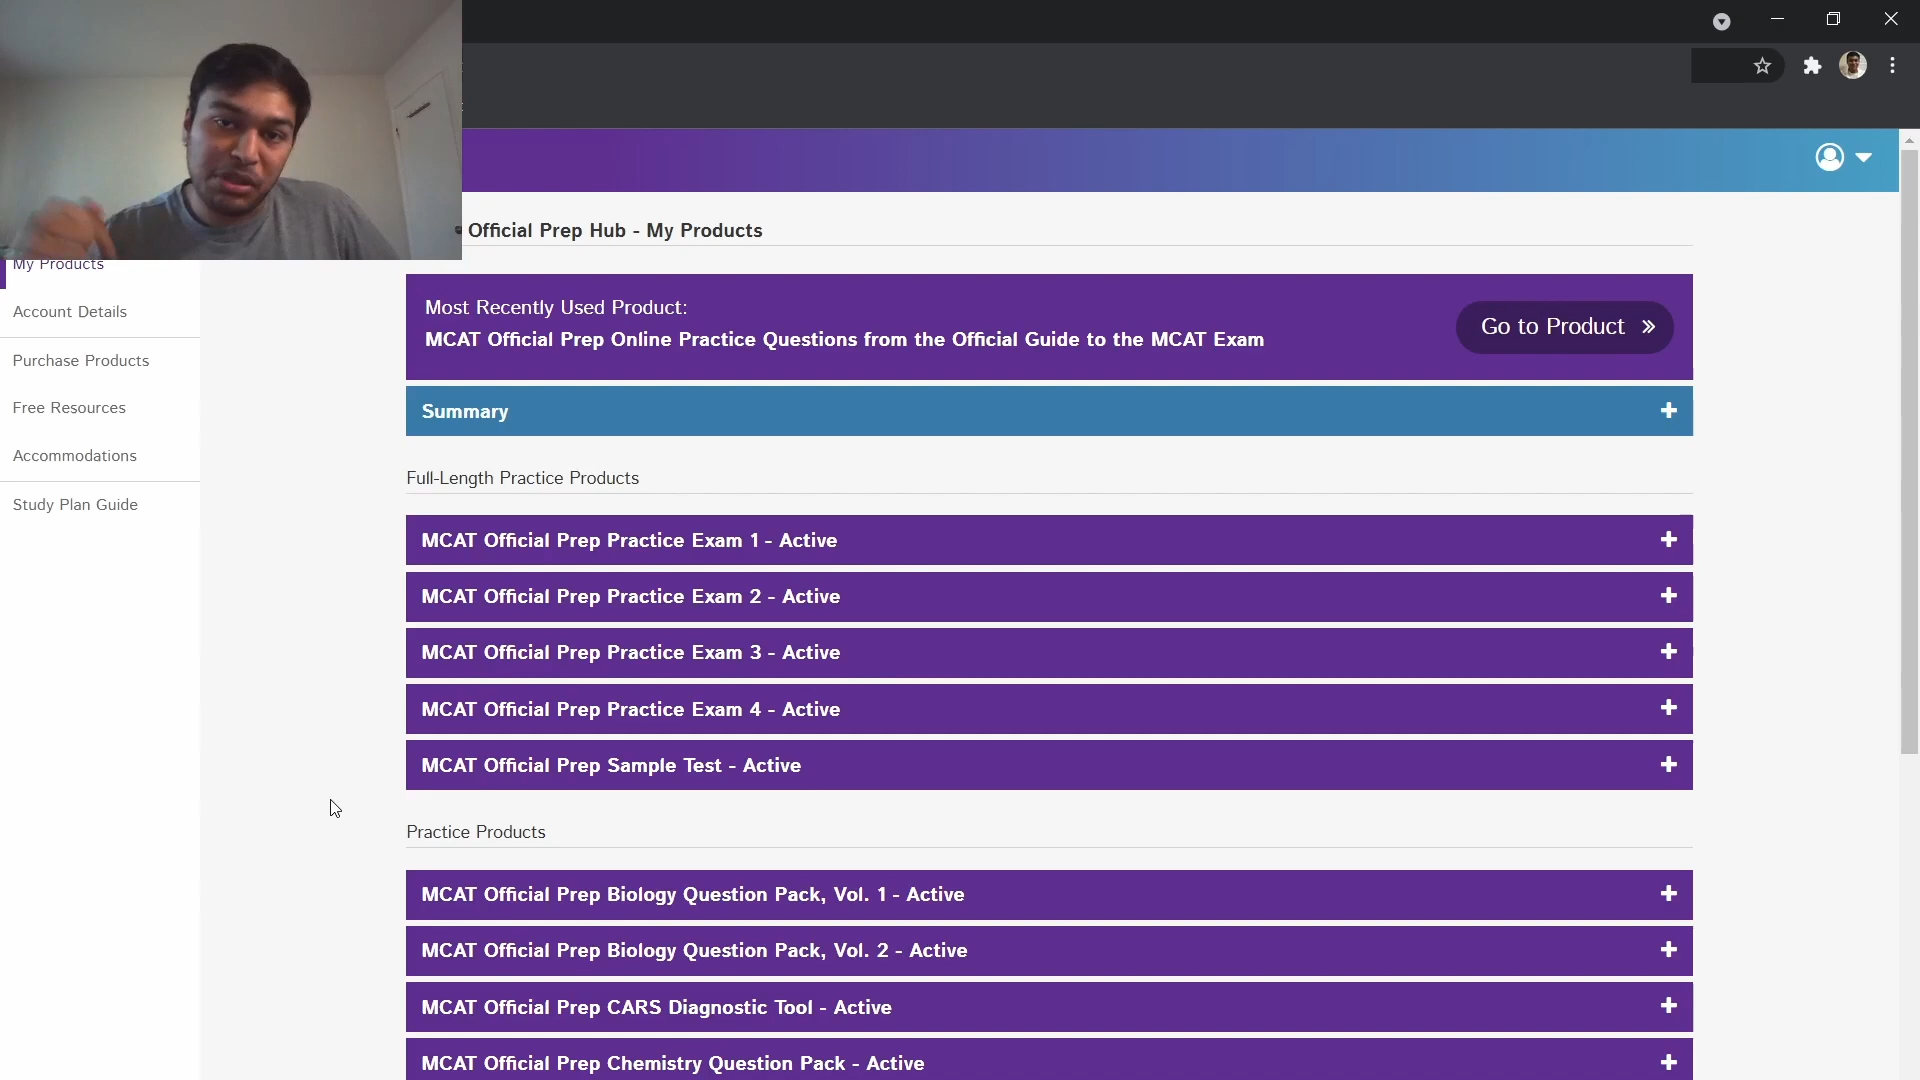 Official Prep Hub - My Products
My Products
Account Details
Purchase Products
Free Resources
Accommodations
Study Plan Guide
Most Recently Used Product:
MCAT Official Prep Online Practice Questions from the Official Guide to the MCAT Exam
Go to Product »
Summary
Full-Length Practice Products
MCAT Official Prep Practice Exam 1 - Active
MCAT Official Prep Practice Exam 2 - Active
MCAT Official Prep Practice Exam 3 - Active
MCAT Official Prep Practice Exam 4 - Active
MCAT Official Prep Sample Test - Active
Practice Products
MCAT Official Prep Biology Question Pack, Vol. 1 - Active
MCAT Official Prep Biology Question Pack, Vol. 2 - Active
MCAT Official Prep CARS Diagnostic Tool - Active
MCAT Official Prep Chemistry Question Pack - Active